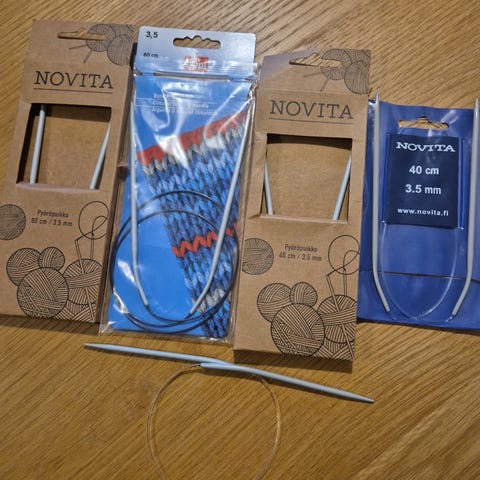 NOVITA
Pyöröpuikko
80 cm / 3,5 mm
3,5
80 cm
NOVITA
Pyöröpuikko
60 cm / 3,5 mm
NOVITA
40 cm
3.5 mm
www.novita.fi